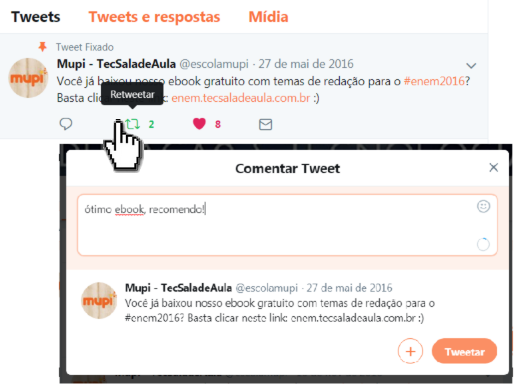 Tweets Tweets e respostas Mídia
Tweet Fixado
Mupi - TecSaladeAula @escolamupi · 27 de mai de 2016
Você já baixou nosso ebook gratuito com temas de redação para o #enem2016?
Basta clic link: enem.tecsaladeaula.com.br :)
Retweetar
2 8
Comentar Tweet
ótimo ebook, recomendo!
Mupi - TecSaladeAula @escolamupi · 27 de mai de 2016
Você já baixou nosso ebook gratuito com temas de redação para o
#enem2016? Basta clicar neste link: enem.tecsaladeaula.com.br :)
mupi
mupi
Tweetar